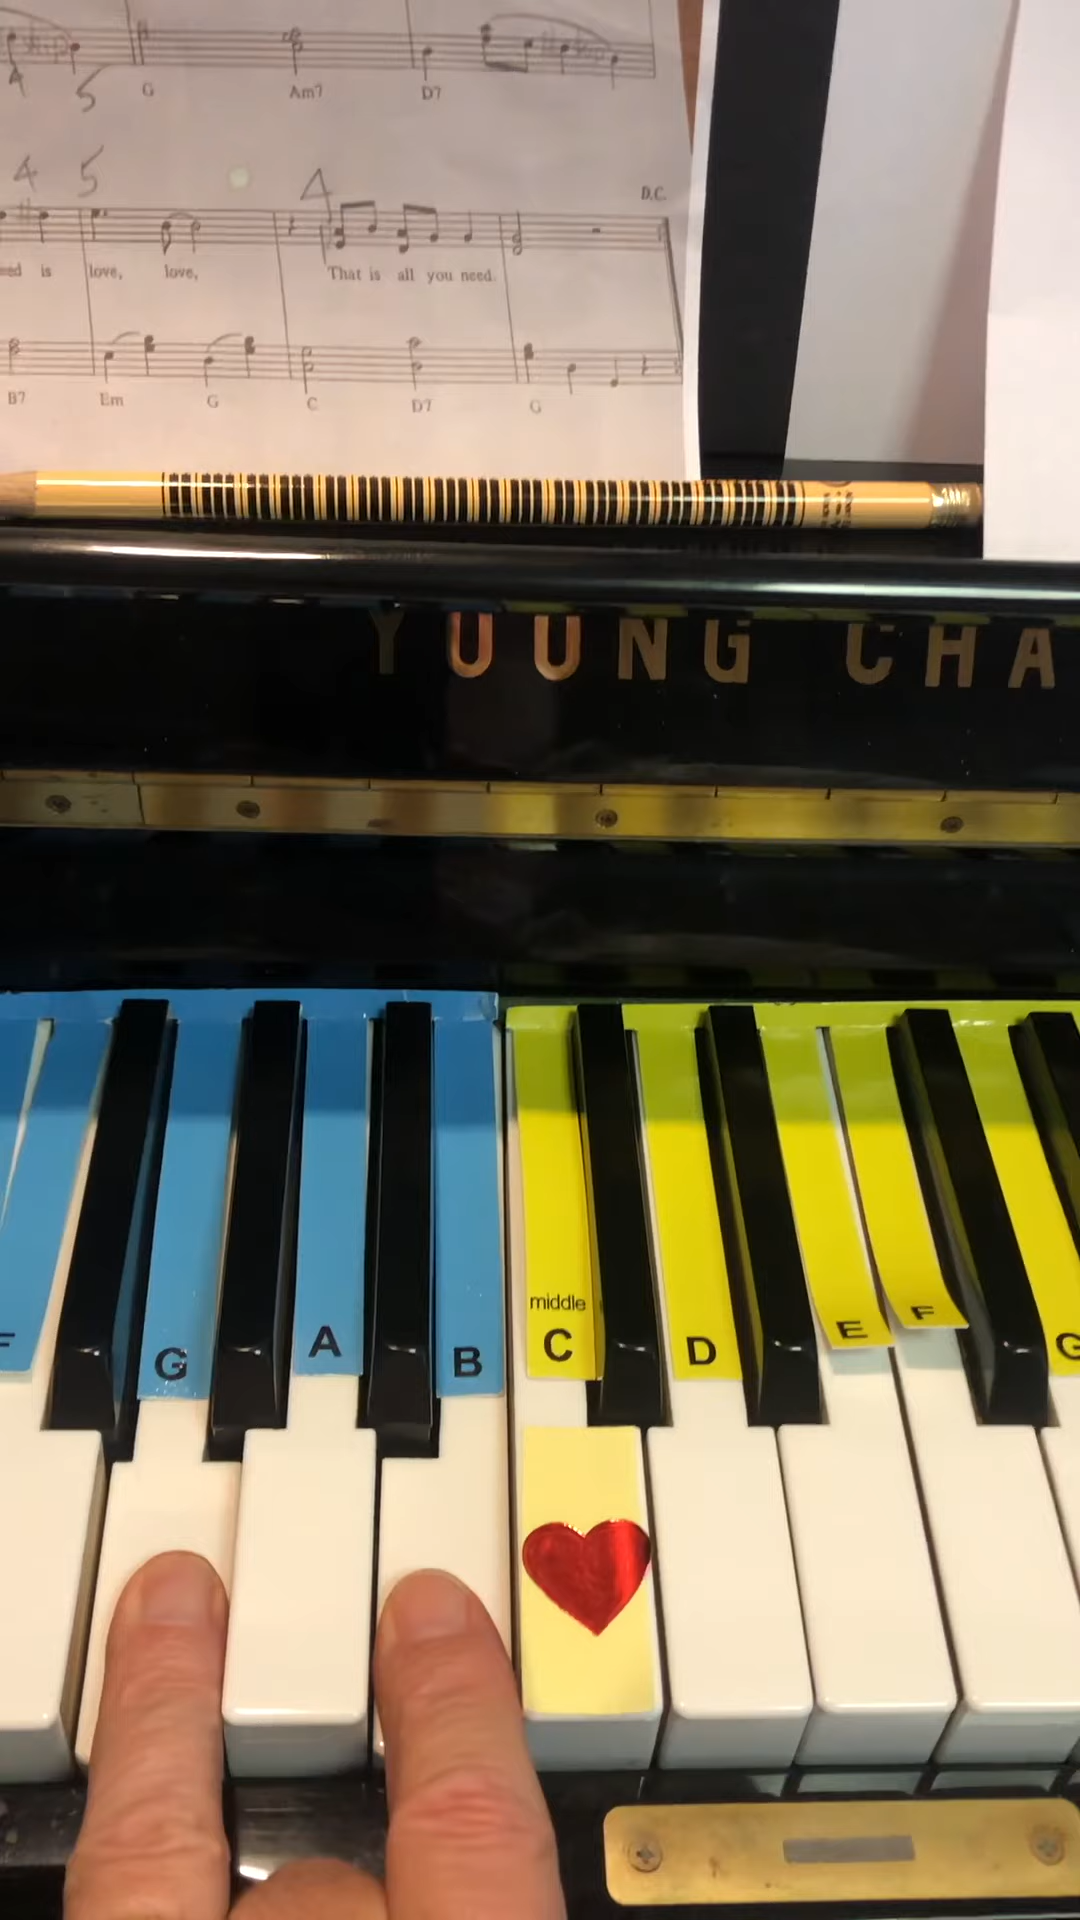 4 5 G Am7 D7
4 5 4 D.C.
is love, love, That is all you need.
B7 Em G C D7 G
YOUNG CHA
middle
G A B C D E F G